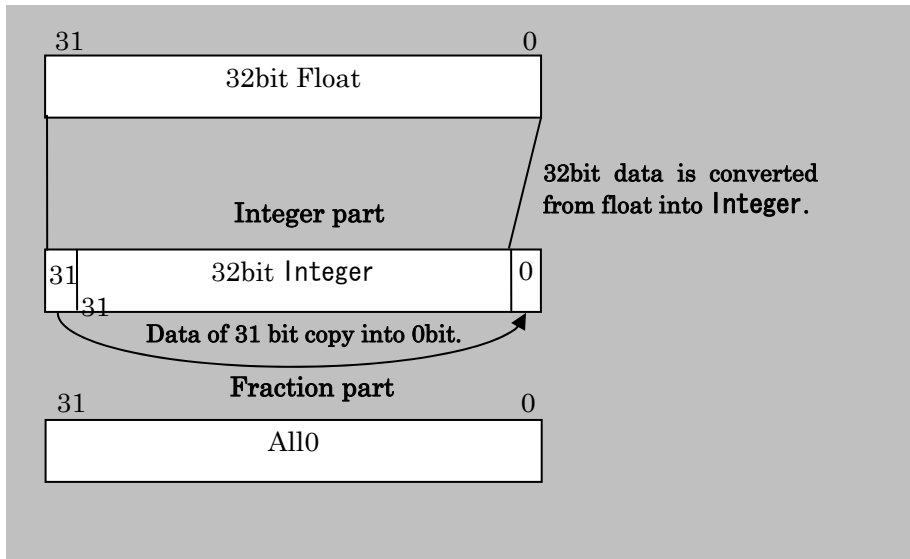 31 0
32bit Float
32bit data is converted
from float into Integer.
Integer part
31 32bit Integer 0
31
Data of 31 bit copy into 0bit.
Fraction part
31 0
All0